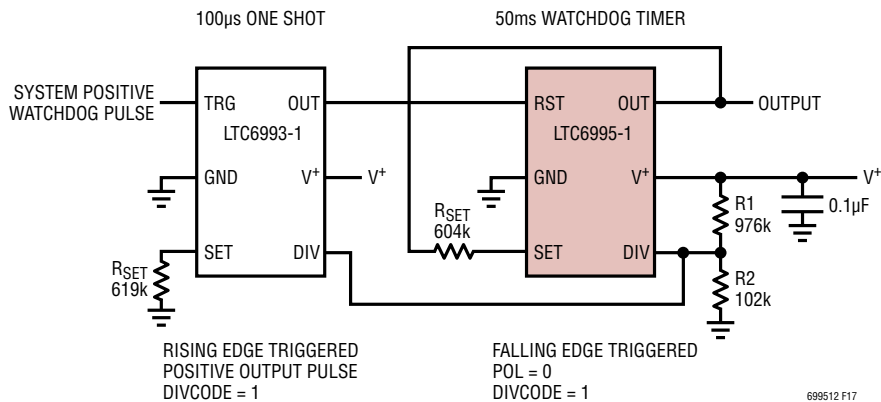 100µs ONE SHOT
50ms WATCHDOG TIMER
SYSTEM POSITIVE
WATCHDOG PULSE
TRG
OUT
LTC6993-1
GND
V+
V+
SET
DIV
RSET
619k
RISING EDGE TRIGGERED
POSITIVE OUTPUT PULSE
DIVCODE = 1
RST
OUT
OUTPUT
LTC6995-1
GND
V+
V+
RSET
604k
SET
DIV
R1
976k
0.1µF
R2
102k
FALLING EDGE TRIGGERED
POL = 0
DIVCODE = 1
699512 F17